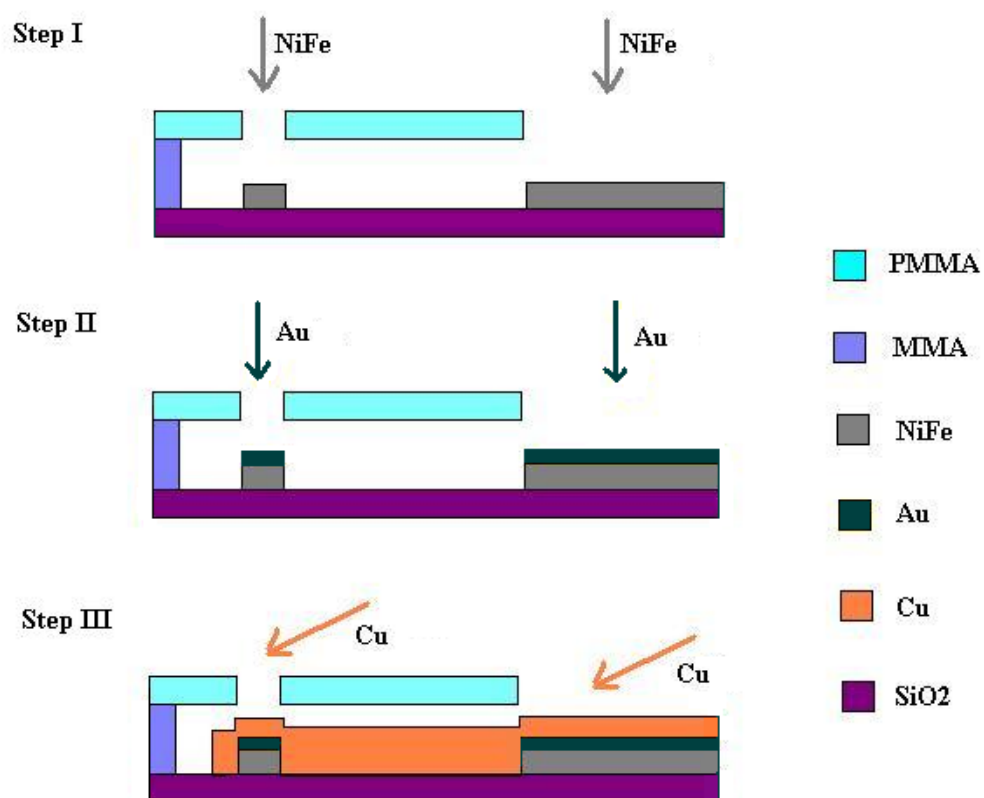 Step I
NiFe
NiFe
PMMA
Step II
Au
Au
MMA
NiFe
Au
Step III
Cu
Cu
Cu
SiO2